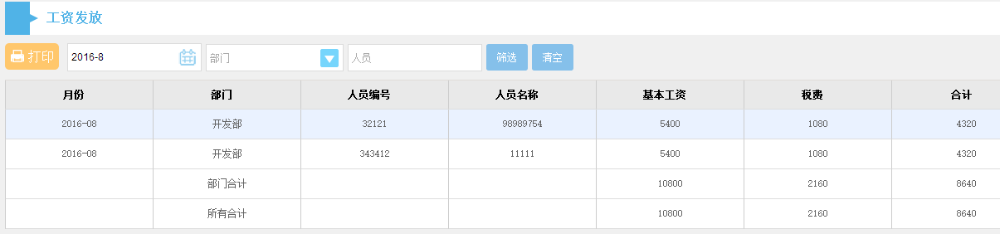 工资发放
打印 2016-8 部门 人员 筛选 清空
月份 部门 人员编号 人员名称 基本工资 税费 合计
2016-08 开发部 32121 98989754 5400 1080 4320
2016-08 开发部 343412 11111 5400 1080 4320
部门合计 10800 2160 8640
所有合计 10800 2160 8640